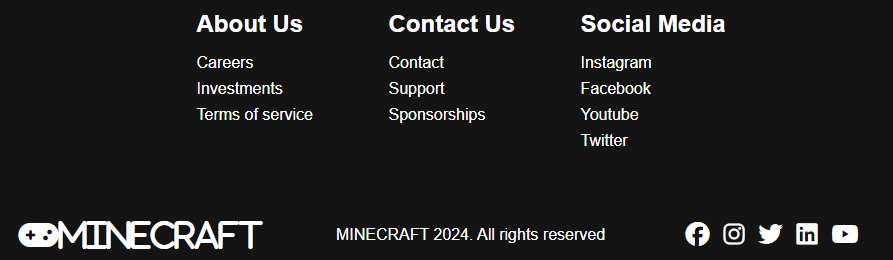 About Us
Careers
Investments
Terms of service
Contact Us
Contact
Support
Sponsorships
Social Media
Instagram
Facebook
Youtube
Twitter
MINECRAFT
MINECRAFT 2024. All rights reserved